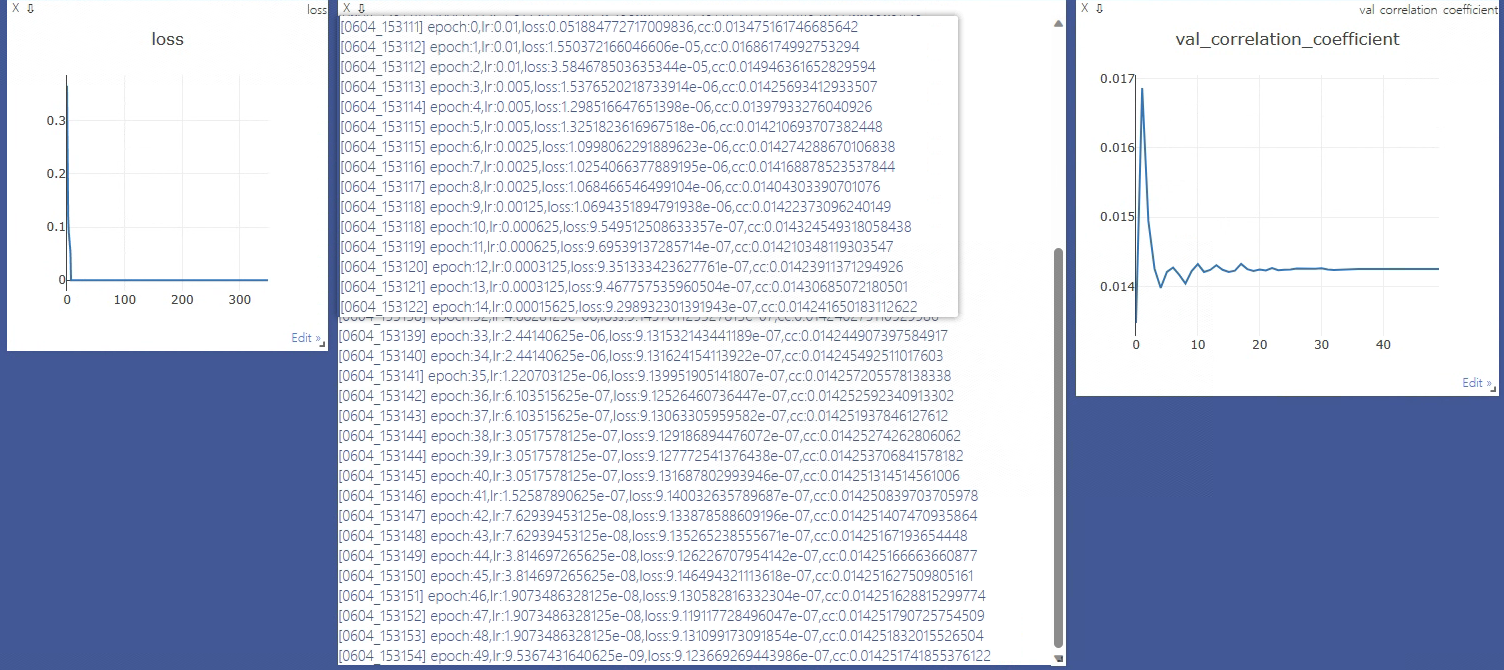 X ⇩
loss
loss
0.3
0.2
0.1
0
0
100
200
300
Edit »
X ⇩
[0604_153111] epoch:0,lr:0.01,loss:0.051884772717009836,cc:0.013475161746685642
[0604_153112] epoch:1,lr:0.01,loss:1.550372166046606e-05,cc:0.01686174992753294
[0604_153112] epoch:2,lr:0.01,loss:3.584678503635344e-05,cc:0.014946361652829594
[0604_153113] epoch:3,lr:0.005,loss:1.5376520218733914e-06,cc:0.01425693412933507
[0604_153114] epoch:4,lr:0.005,loss:1.298516647651398e-06,cc:0.01397933276040926
[0604_153115] epoch:5,lr:0.005,loss:1.3251823616967518e-06,cc:0.014210693707382448
[0604_153115] epoch:6,lr:0.0025,loss:1.0998062291889623e-06,cc:0.014274288670106838
[0604_153116] epoch:7,lr:0.0025,loss:1.0254066377889195e-06,cc:0.014168878523537844
[0604_153117] epoch:8,lr:0.0025,loss:1.068466546499104e-06,cc:0.01404303390701076
[0604_153118] epoch:9,lr:0.00125,loss:1.0694351894791938e-06,cc:0.01422373096240149
[0604_153118] epoch:10,lr:0.000625,loss:9.549512508633357e-07,cc:0.014324549318058438
[0604_153119] epoch:11,lr:0.000625,loss:9.69539137285714e-07,cc:0.014210348119303547
[0604_153120] epoch:12,lr:0.0003125,loss:9.351333423627761e-07,cc:0.01423911371294926
[0604_153121] epoch:13,lr:0.0003125,loss:9.467757535960504e-07,cc:0.01430685072180501
[0604_153122] epoch:14,lr:0.00015625,loss:9.298932301391943e-07,cc:0.014241650183112622
[0604_153139] epoch:33,lr:2.44140625e-06,loss:9.131532143441189e-07,cc:0.014244907397584917
[0604_153140] epoch:34,lr:2.44140625e-06,loss:9.131624154113922e-07,cc:0.014245492511017603
[0604_153141] epoch:35,lr:1.220703125e-06,loss:9.139951905141807e-07,cc:0.014257205578138338
[0604_153142] epoch:36,lr:6.103515625e-07,loss:9.12526460736447e-07,cc:0.014252592340913302
[0604_153143] epoch:37,lr:6.103515625e-07,loss:9.13063305959582e-07,cc:0.014251937846127612
[0604_153144] epoch:38,lr:3.0517578125e-07,loss:9.129186894476072e-07,cc:0.01425274262806062
[0604_153144] epoch:39,lr:3.0517578125e-07,loss:9.127772541376438e-07,cc:0.014253706841578182
[0604_153145] epoch:40,lr:3.0517578125e-07,loss:9.131687802993946e-07,cc:0.014251314514561006
[0604_153146] epoch:41,lr:1.52587890625e-07,loss:9.140032635789687e-07,cc:0.014250839703705978
[0604_153147] epoch:42,lr:7.62939453125e-08,loss:9.133878588609196e-07,cc:0.014251407470935864
[0604_153148] epoch:43,lr:7.62939453125e-08,loss:9.135265238555671e-07,cc:0.01425167193654448
[0604_153149] epoch:44,lr:3.814697265625e-08,loss:9.126226707954142e-07,cc:0.01425166663660877
[0604_153150] epoch:45,lr:3.814697265625e-08,loss:9.146494321113618e-07,cc:0.014251627509805161
[0604_153151] epoch:46,lr:1.9073486328125e-08,loss:9.130582816332304e-07,cc:0.014251628815299774
[0604_153152] epoch:47,lr:1.9073486328125e-08,loss:9.119117728496047e-07,cc:0.014251790725754509
[0604_153153] epoch:48,lr:1.9073486328125e-08,loss:9.131099173091854e-07,cc:0.014251832015526504
[0604_153154] epoch:49,lr:9.5367431640625e-09,loss:9.123669269443986e-07,cc:0.014251741855376122
X ⇩
val_correlation_coefficient
val_correlation_coefficient
0.017
0.016
0.015
0.014
0
10
20
30
40
Edit »